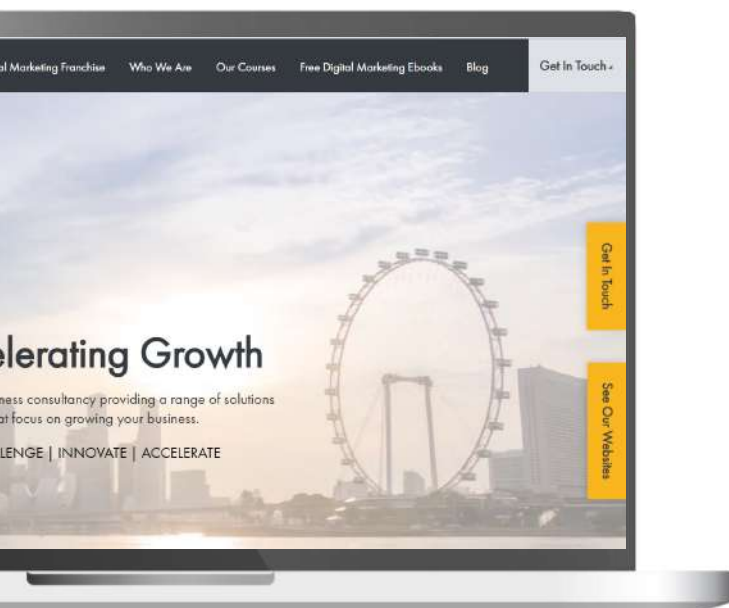 al Marketing Franchise Who We Are Our Courses Free Digital Marketing Ebooks Blog Get In Touch
Get In Touch
elerating Growth
ness consultancy providing a range of solutions
at focus on growing your business.
LENGE | INNOVATE | ACCELERATE
See Our Websites